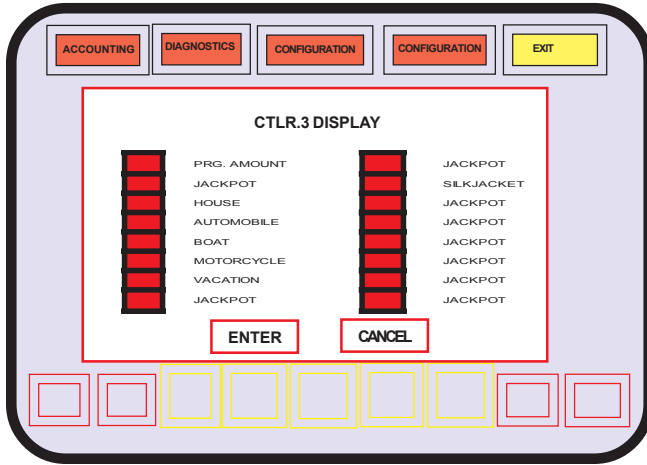 ACCOUNTING DIAGNOSTICS CONFIGURATION CONFIGURATION EXIT
CTLR.3 DISPLAY
PRG. AMOUNT JACKPOT
JACKPOT SILKJACKET
HOUSE JACKPOT
AUTOMOBILE JACKPOT
BOAT JACKPOT
MOTORCYCLE JACKPOT
VACATION JACKPOT
JACKPOT JACKPOT
ENTER CANCEL